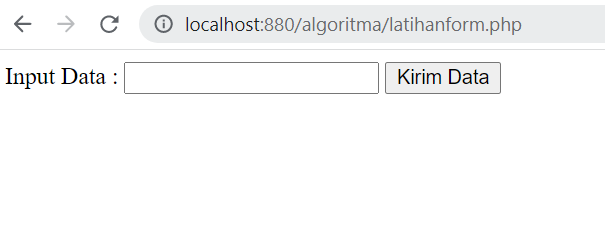 localhost:880/algoritma/latihanform.php
Input Data : Kirim Data